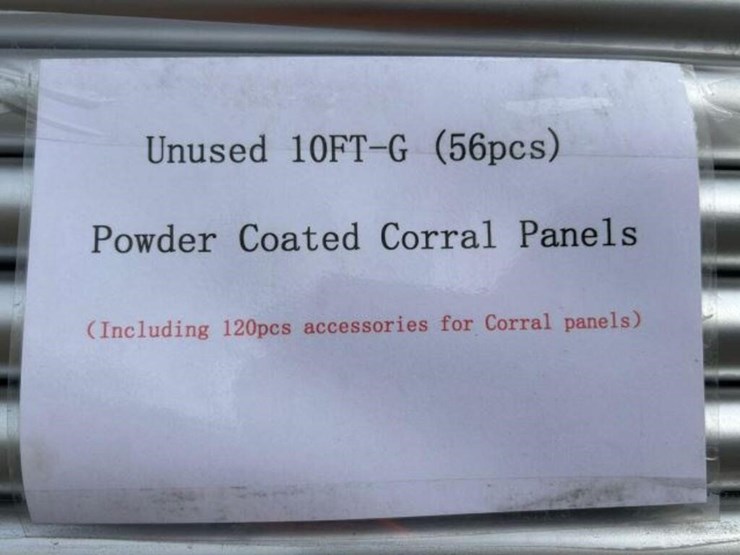 Unused 10FT-G (56pcs)
Powder Coated Corral Panels
(Including 120pcs accessories for Corral panels)